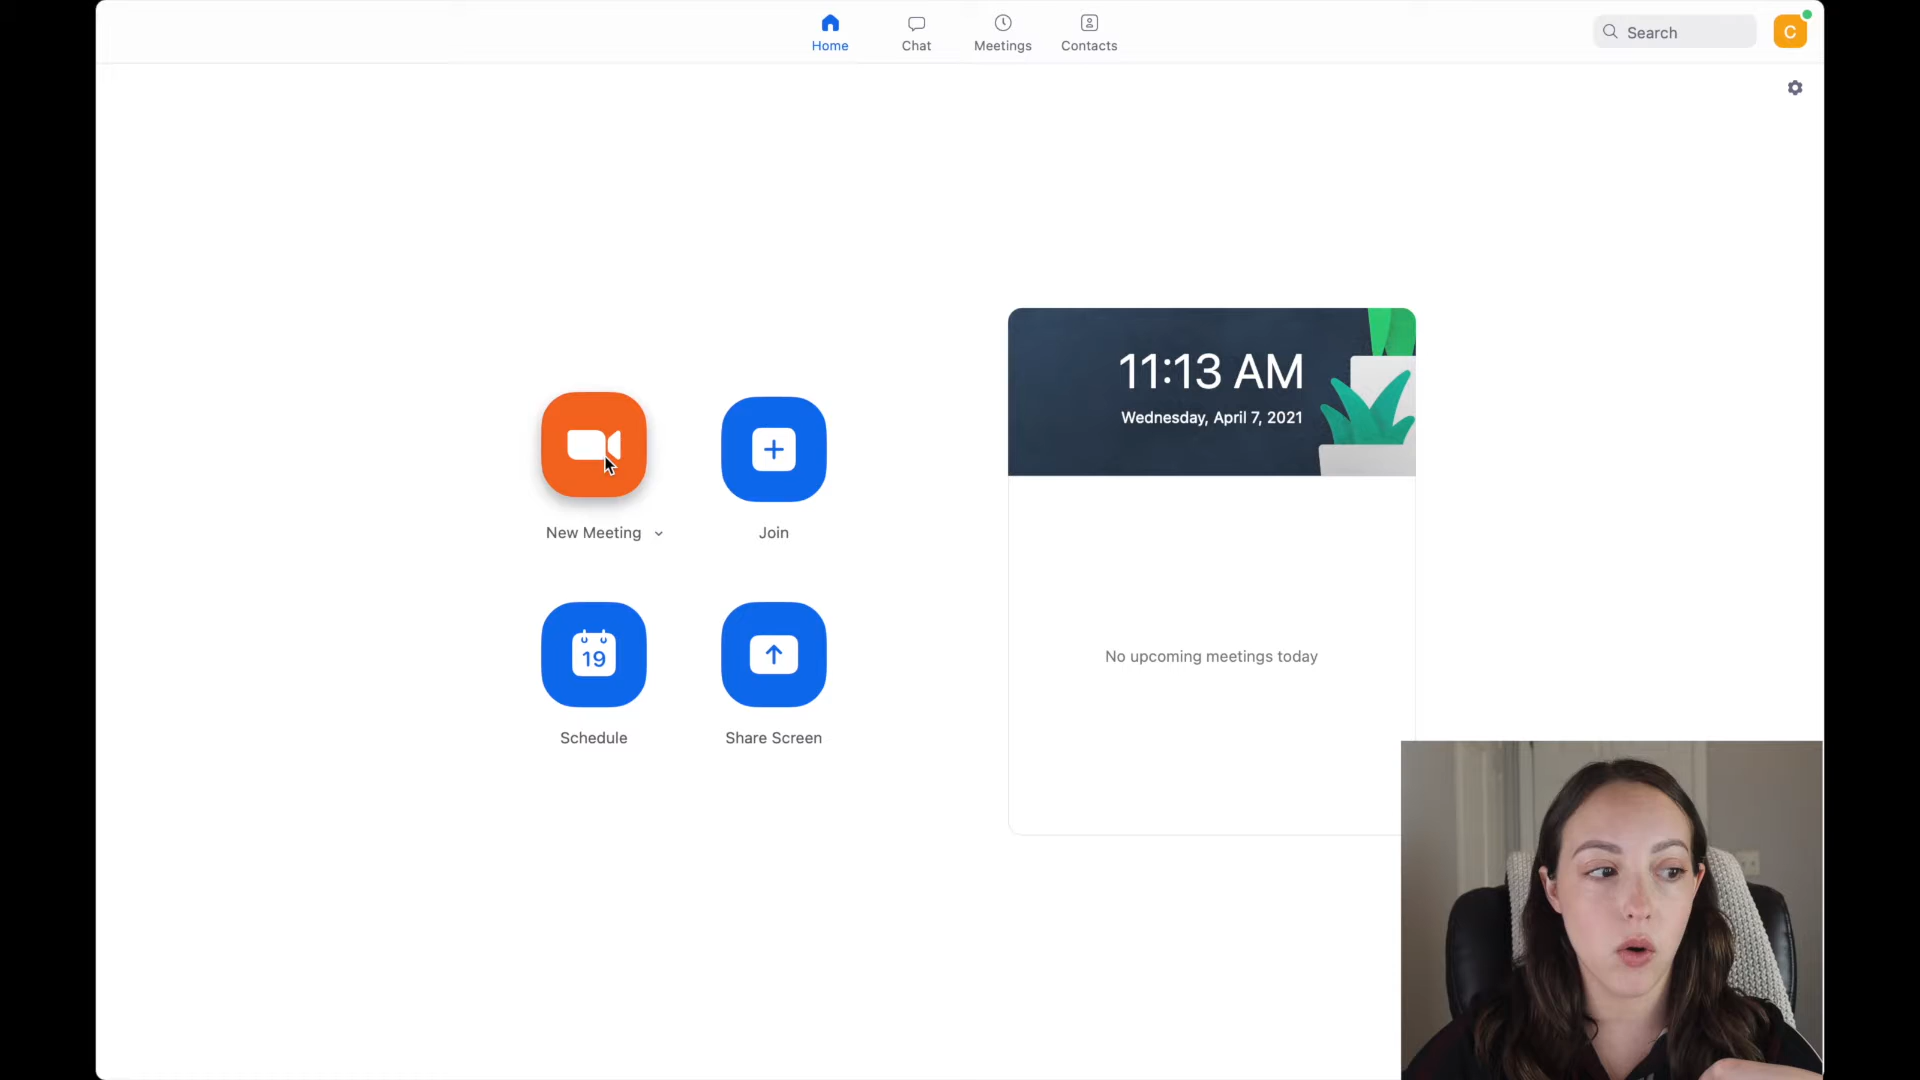 Home
Chat
Meetings
Contacts
Search
C
11:13 AM
Wednesday, April 7, 2021
New Meeting
Join
19
Schedule
Share Screen
No upcoming meetings today